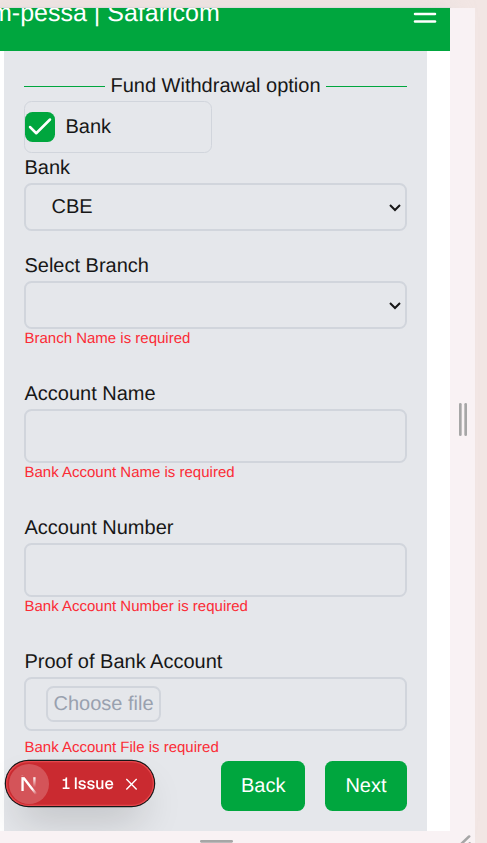 m-pessa | Safaricom
Fund Withdrawal option
Bank
Bank
CBE
Select Branch
Branch Name is required
Account Name
Bank Account Name is required
Account Number
Bank Account Number is required
Proof of Bank Account
Choose file
Bank Account File is required
N 1 Issue
Back Next